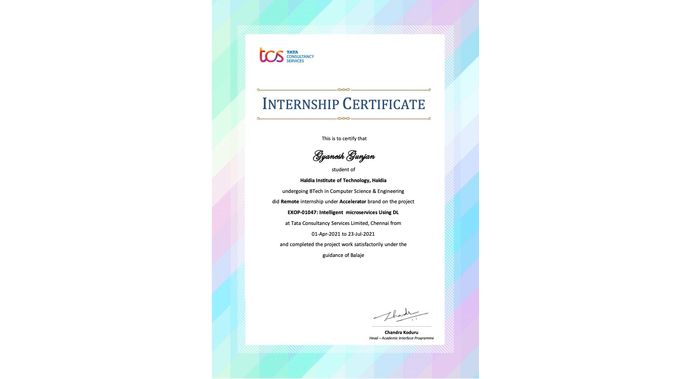 tcs TATA
CONSULTANCY
SERVICES
INTERNSHIP CERTIFICATE
This is to certify that
Gyanesh Gunjan
student of
Haldia Institute of Technology, Haldia
undergoing BTech in Computer Science & Engineering
did Remote internship under Accelerator brand on the project
EXOP-01047: Intelligent microservices Using DL
at Tata Consultancy Services Limited, Chennai from
01-Apr-2021 to 23-Jul-2021
and completed the project work satisfactorily under the
guidance of Balaje
Chandra Koduru
Head – Academic Interface Programme